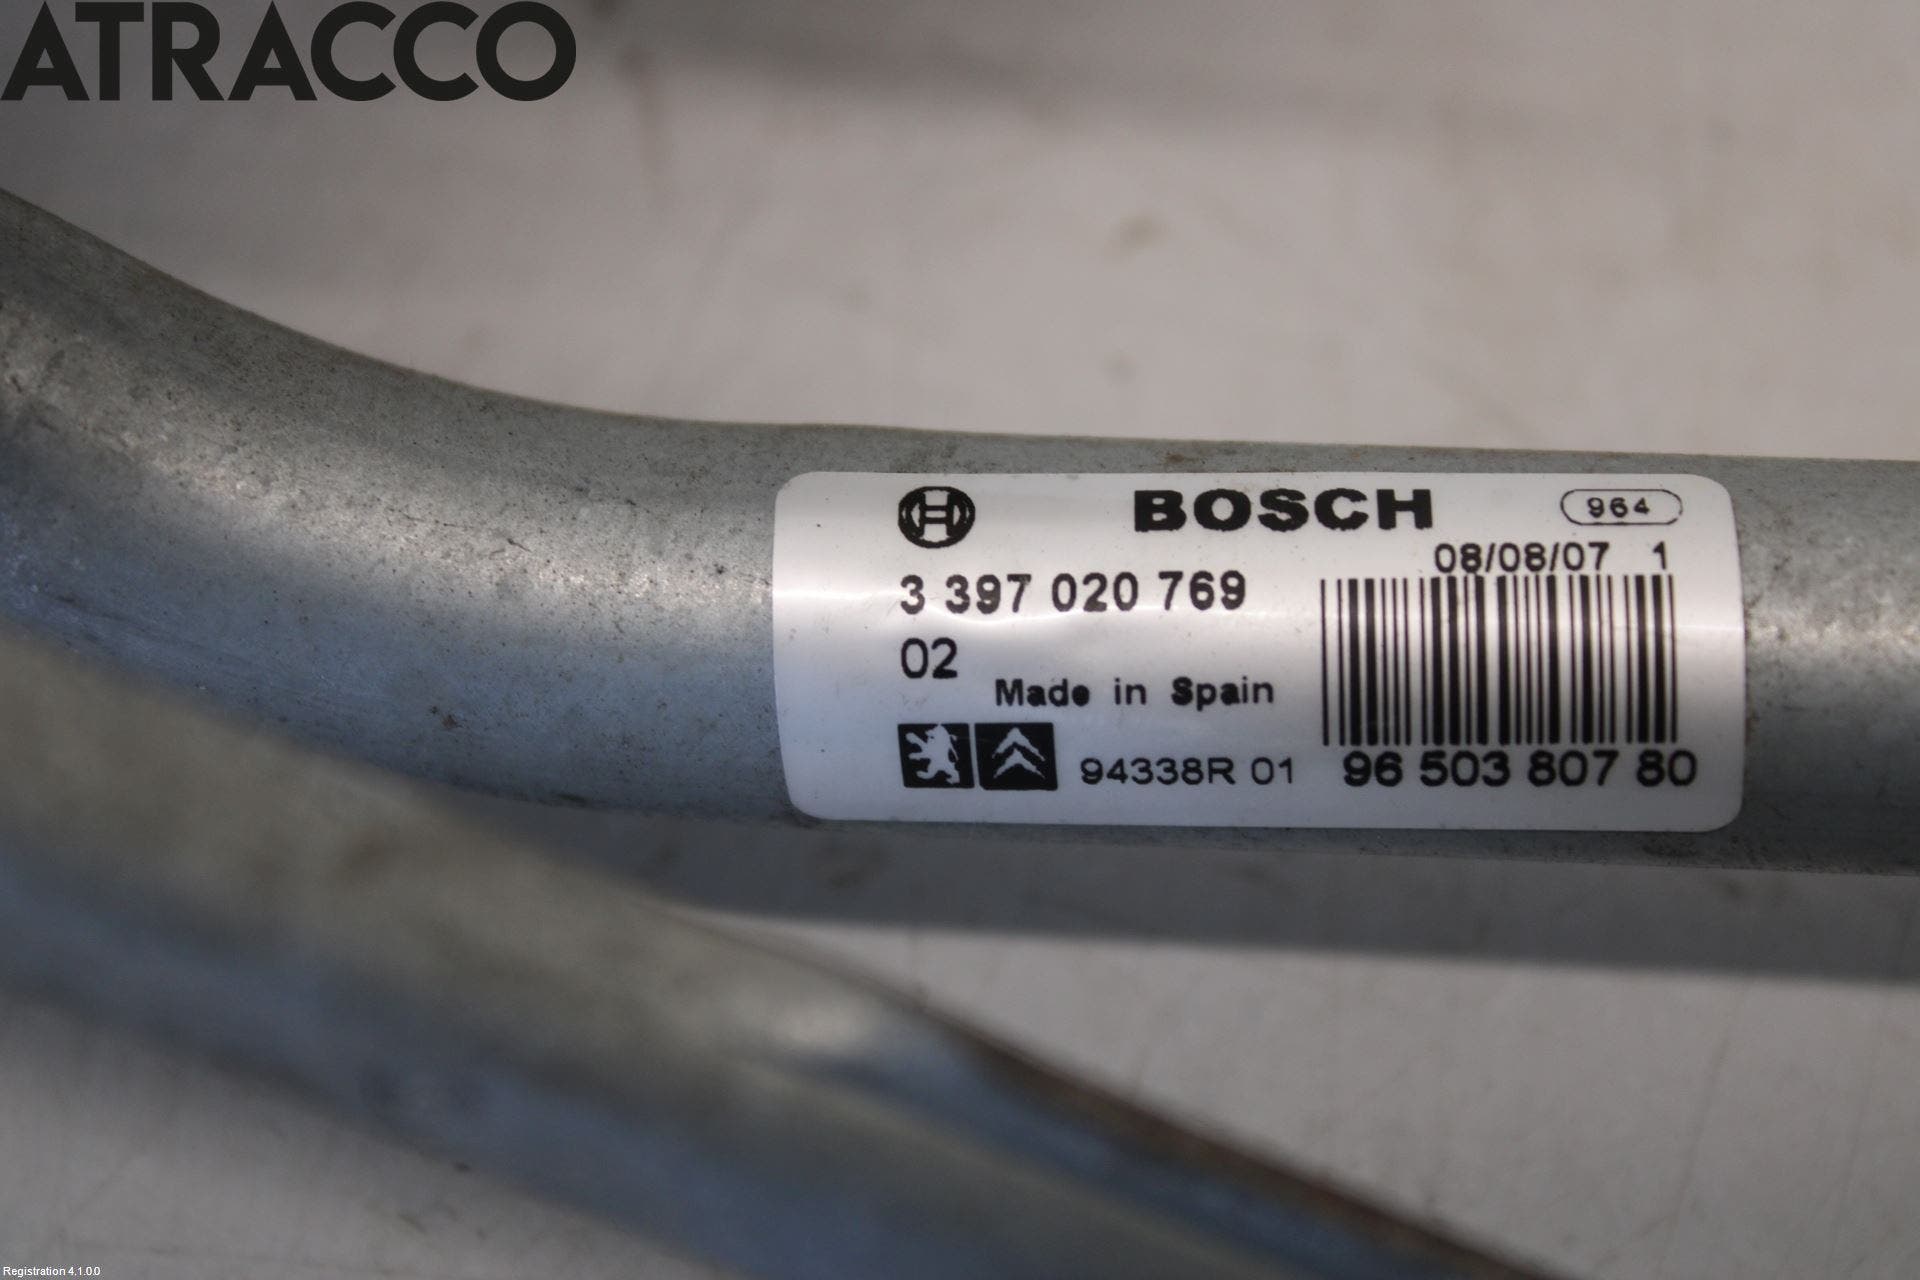 ATRACCO
BOSCH 964
08/08/07 1
3 397 020 769
02
Made in Spain
94338R 01 96 503 807 80
Registration 4.1.0.0